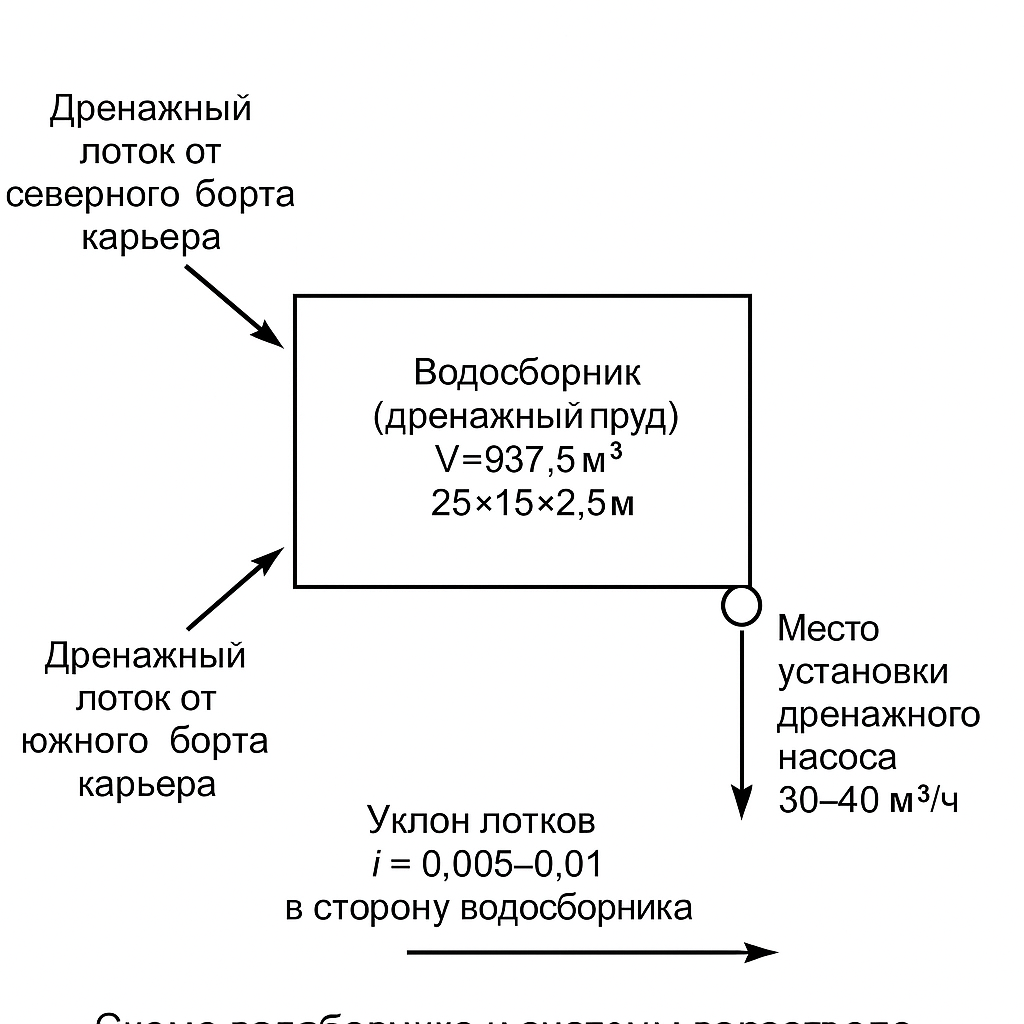 Дренажный
лоток от
северного борта
карьера
Водосборник
(дренажный пруд)
V=937,5 м³
25×15×2,5 м
Дренажный
лоток от
южного борта
карьера
Место
установки
дренажного
насоса
30–40 м³/ч
Уклон лотков
i = 0,005–0,01
в сторону водосборника